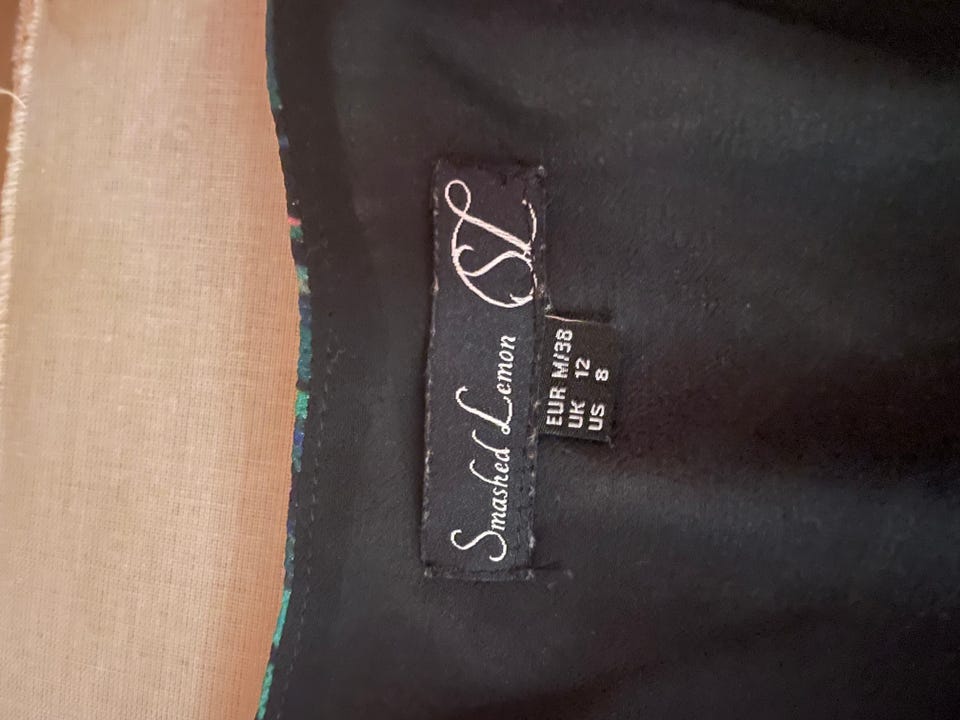 Smashed Lemon SL
EUR M/38
UK 12
US 8